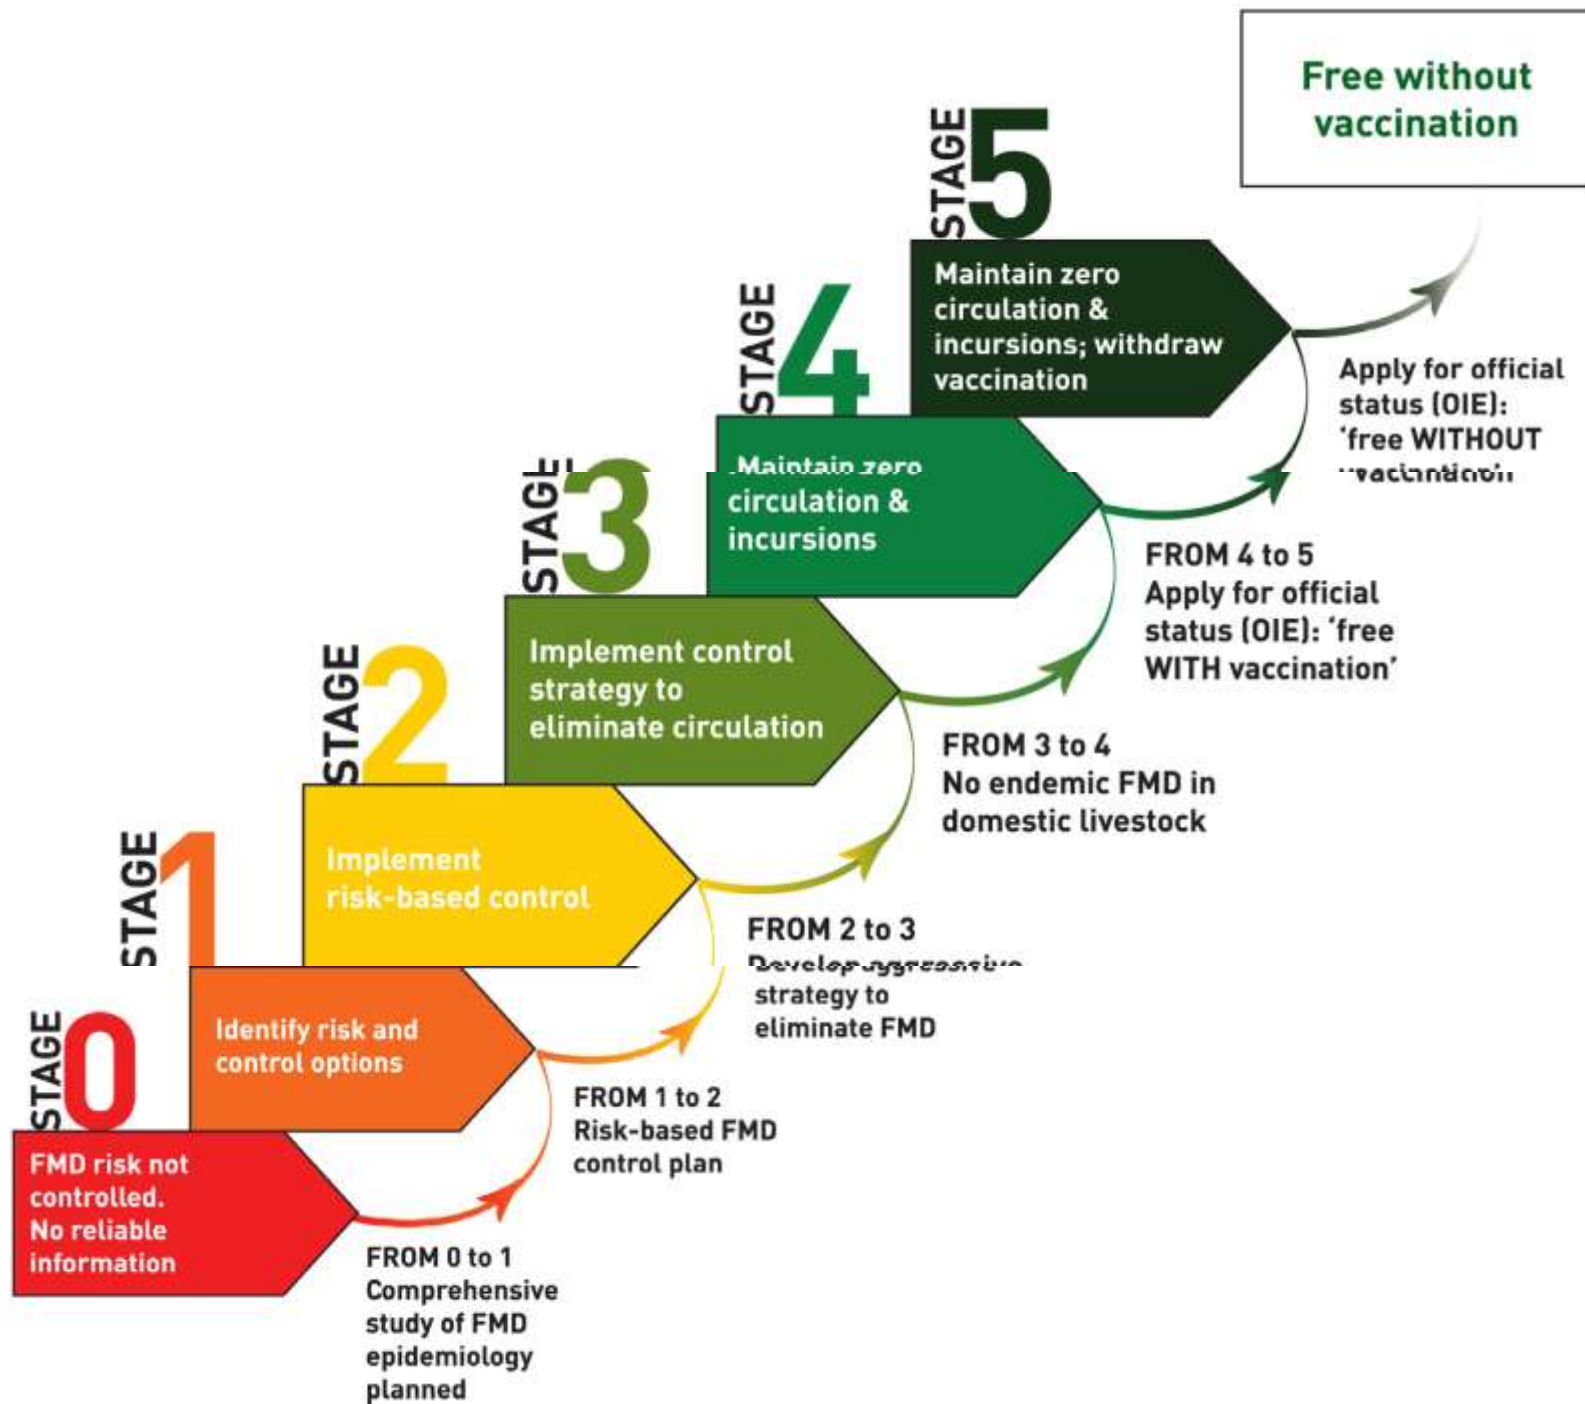 Free without
vaccination
STAGE 5
Maintain zero
circulation &
incursions; withdraw
vaccination
Apply for official
status (OIE):
‘free WITHOUT
vaccination’
STAGE 4
Maintain zero
circulation &
incursions
FROM 4 to 5
Apply for official
status (OIE): ‘free
WITH vaccination’
STAGE 3
Implement control
strategy to
eliminate circulation
FROM 3 to 4
No endemic FMD in
domestic livestock
STAGE 2
Implement
risk-based control
FROM 2 to 3
Develop aggressive
strategy to
eliminate FMD
STAGE 1
Identify risk and
control options
FROM 1 to 2
Risk-based FMD
control plan
STAGE 0
FMD risk not
controlled.
No reliable
information
FROM 0 to 1
Comprehensive
study of FMD
epidemiology
planned